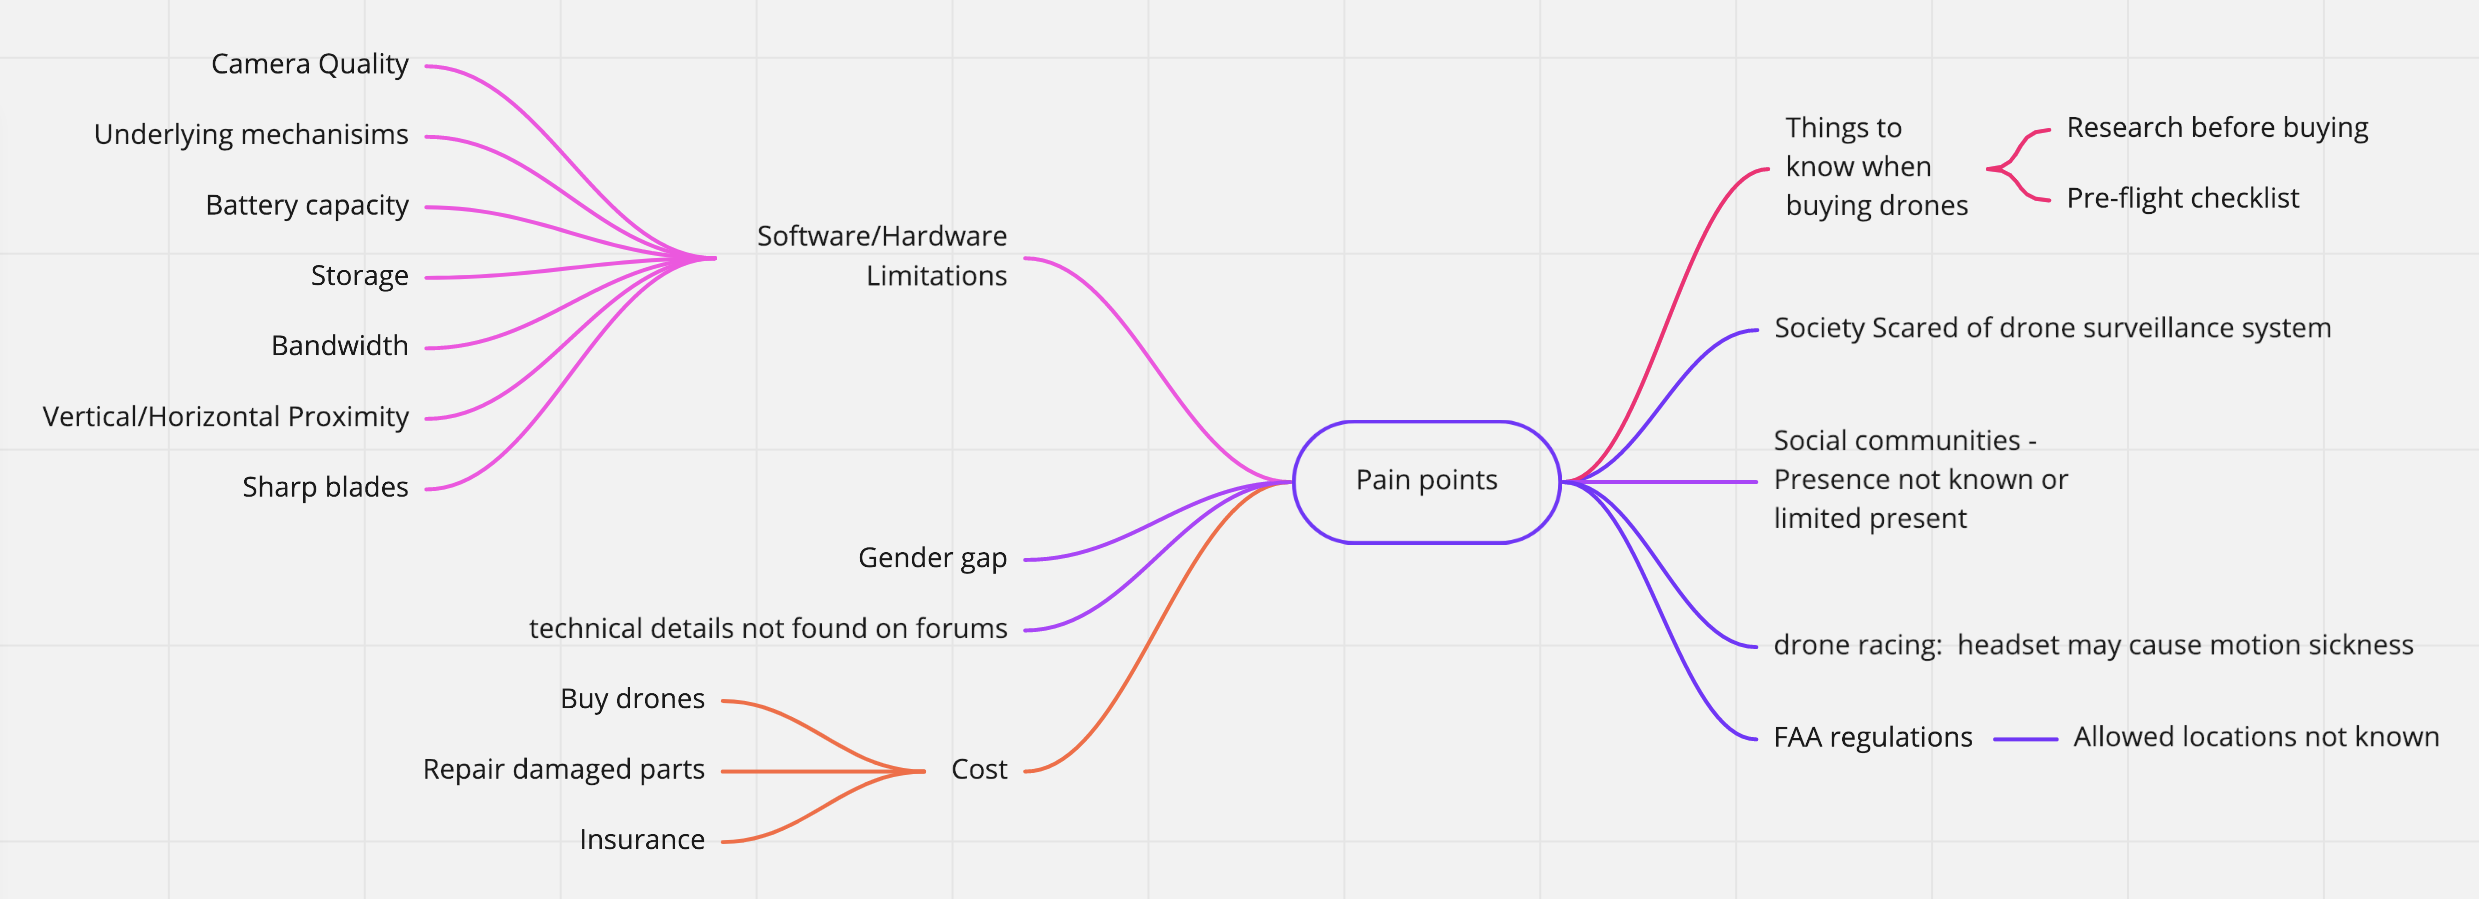 Camera Quality
Underlying mechanisims
Battery capacity
Storage
Bandwidth
Vertical/Horizontal Proximity
Sharp blades
Software/Hardware
Limitations
Gender gap
technical details not found on forums
Buy drones
Repair damaged parts
Insurance
Cost
Pain points
Things to
know when
buying drones
Research before buying
Pre-flight checklist
Society Scared of drone surveillance system
Social communities -
Presence not known or
limited present
drone racing:  headset may cause motion sickness
FAA regulations
Allowed locations not known